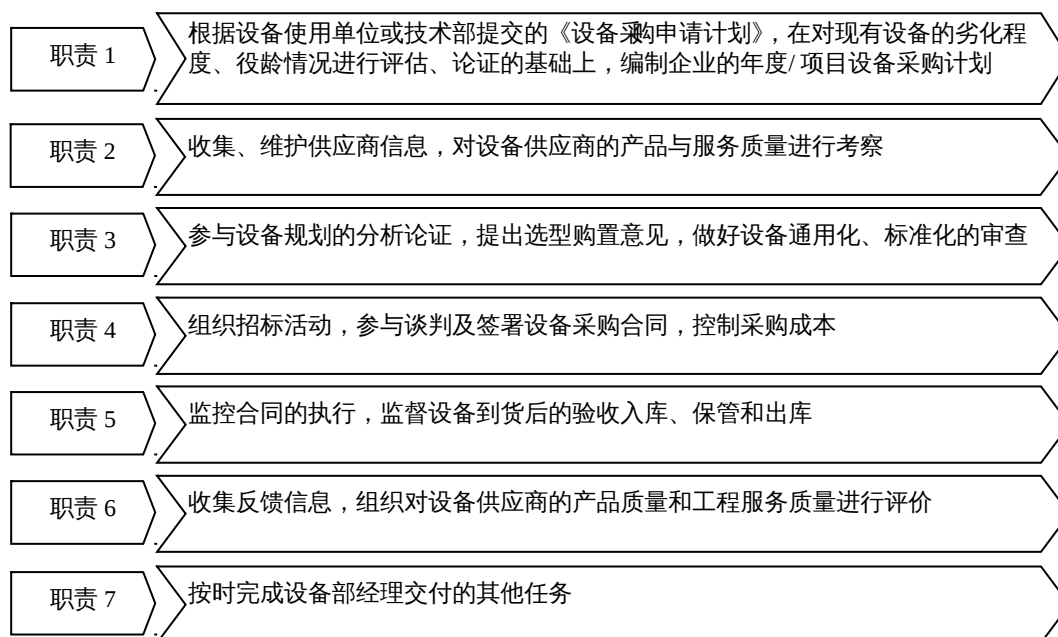 职责 1
根据设备使用单位或技术部提交的《设备采购申请计划》，在对现有设备的劣化程
度、役龄情况进行评估、论证的基础上，编制企业的年度/ 项目设备采购计划
职责 2
收集、维护供应商信息，对设备供应商的产品与服务质量进行考察
职责 3
参与设备规划的分析论证，提出选型购置意见，做好设备通用化、标准化的审查
职责 4
组织招标活动，参与谈判及签署设备采购合同，控制采购成本
职责 5
监控合同的执行，监督设备到货后的验收入库、保管和出库
职责 6
收集反馈信息，组织对设备供应商的产品质量和工程服务质量进行评价
职责 7
按时完成设备部经理交付的其他任务